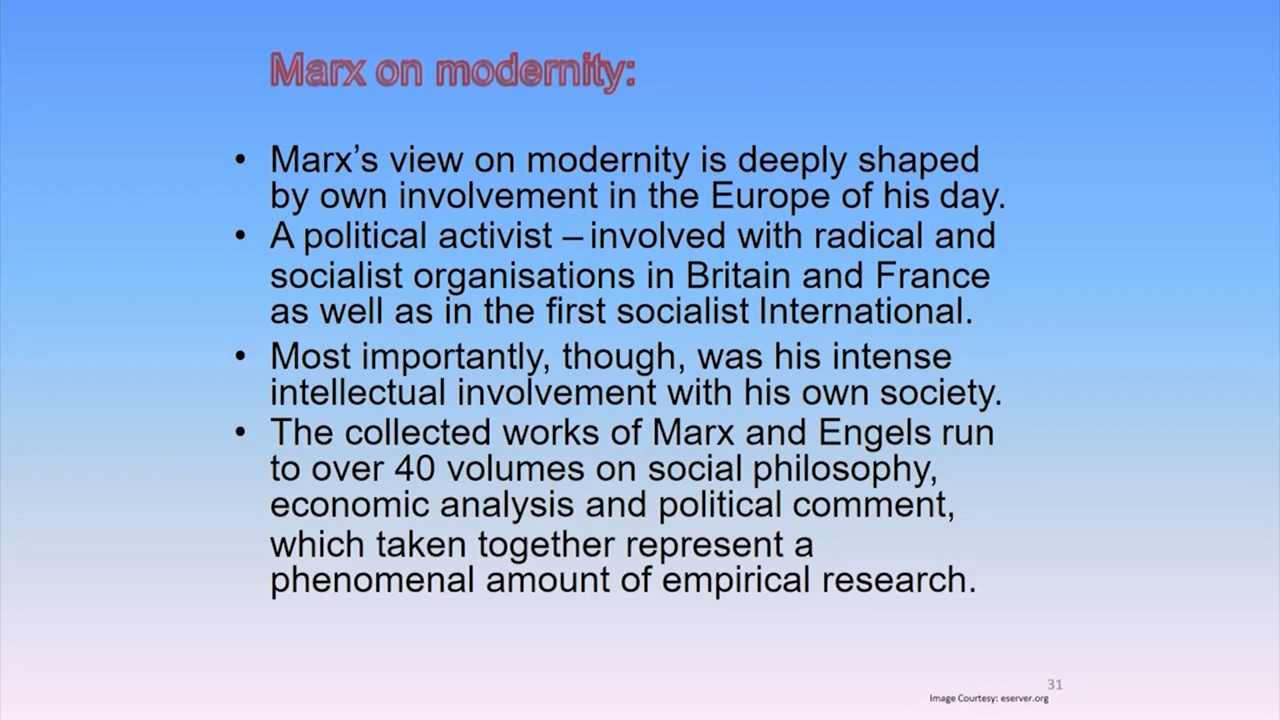 Marx on modernity:
• Marx’s view on modernity is deeply shaped
by own involvement in the Europe of his day.
• A political activist – involved with radical and
socialist organisations in Britain and France
as well as in the first socialist International.
• Most importantly, though, was his intense
intellectual involvement with his own society.
• The collected works of Marx and Engels run
to over 40 volumes on social philosophy,
economic analysis and political comment,
which taken together represent a
phenomenal amount of empirical research.
31
Image Courtesy: eserver.org